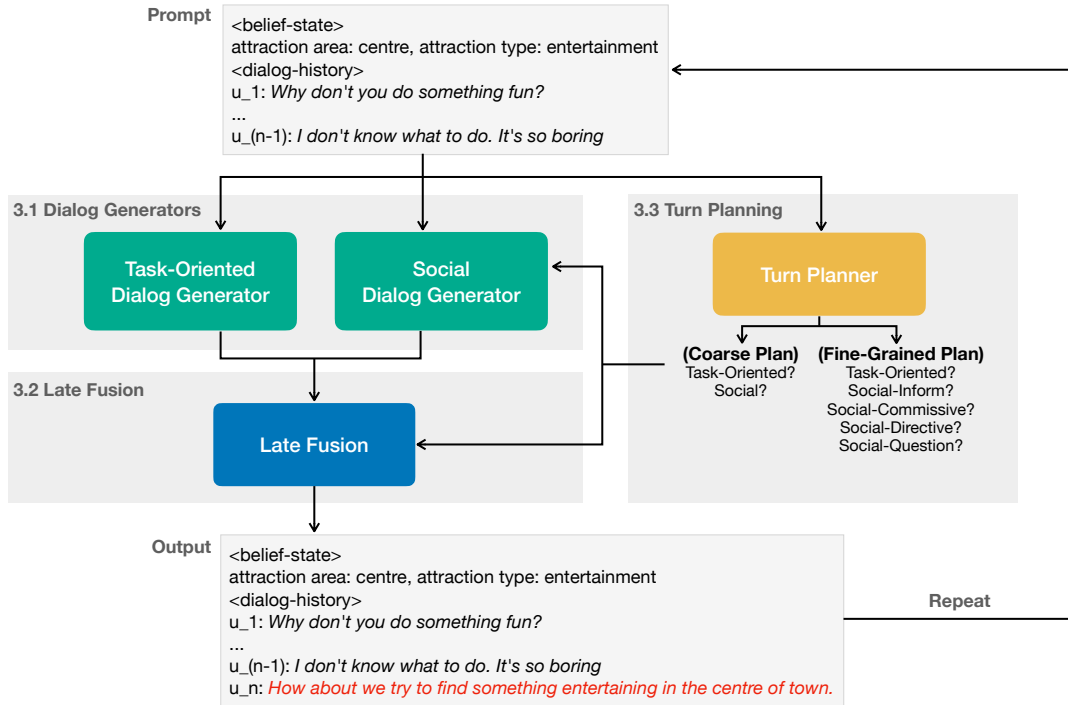 Prompt
<belief-state>
attraction area: centre, attraction type: entertainment
<dialog-history>
u_1: Why don't you do something fun?
...
u_(n-1): I don't know what to do. It's so boring
3.1 Dialog Generators
Task-Oriented
Dialog Generator
Social
Dialog Generator
3.3 Turn Planning
Turn Planner
(Coarse Plan)
Task-Oriented?
Social?
(Fine-Grained Plan)
Task-Oriented?
Social-Inform?
Social-Commissive?
Social-Directive?
Social-Question?
3.2 Late Fusion
Late Fusion
Output
<belief-state>
attraction area: centre, attraction type: entertainment
<dialog-history>
u_1: Why don't you do something fun?
...
u_(n-1): I don't know what to do. It's so boring
u_n: How about we try to find something entertaining in the centre of town.
Repeat